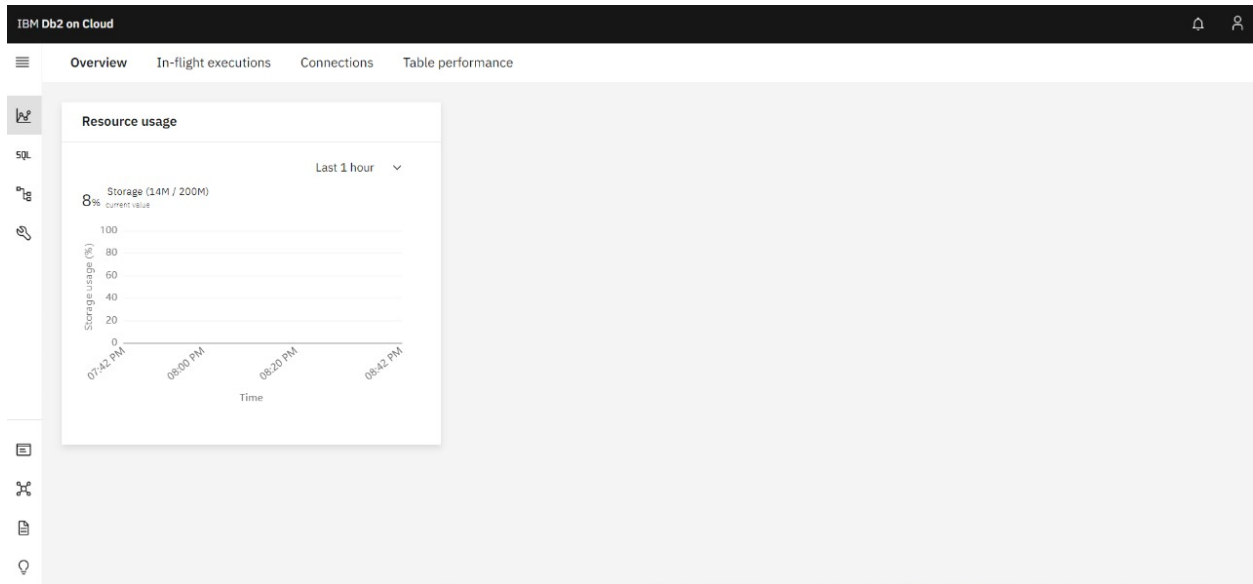 IBM Db2 on Cloud
Overview In-flight executions Connections Table performance
Resource usage
SQL
Last 1 hour
8% Storage (14M / 200M)
current value
100
80
60
40
20
0
Storage usage (%)
07:42 PM 08:00 PM 08:20 PM 08:42 PM
Time